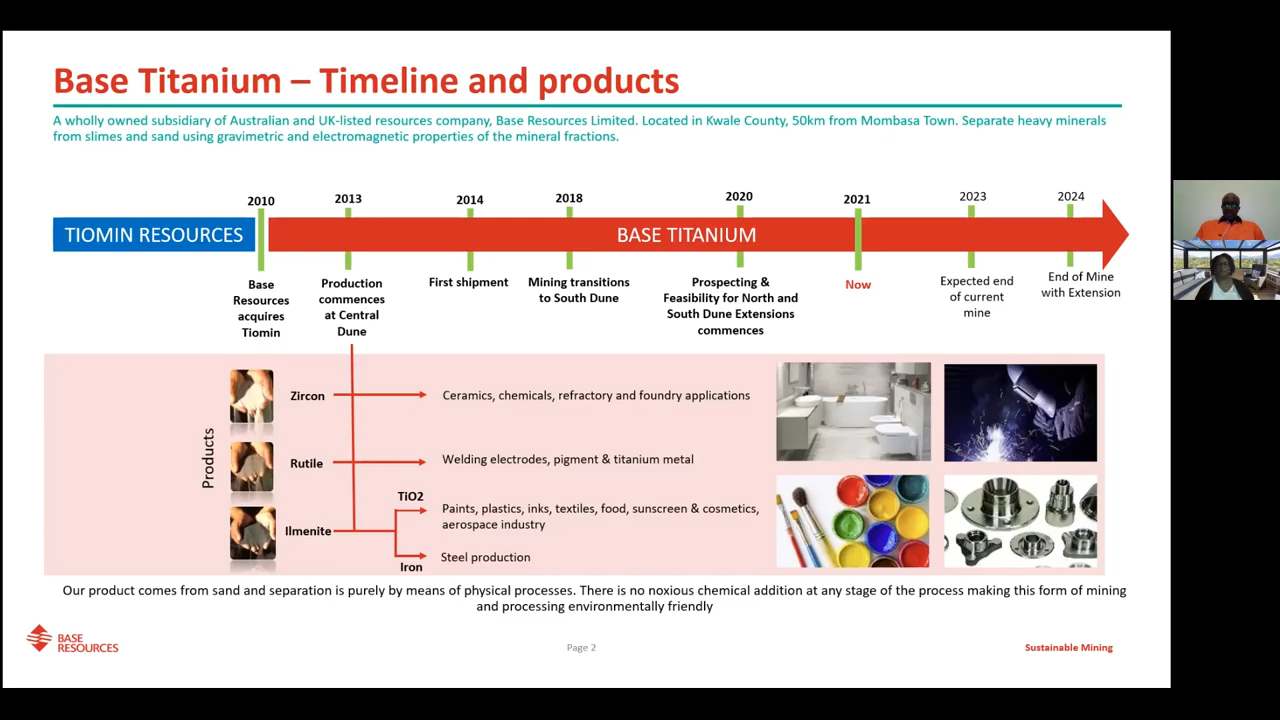 Base Titanium – Timeline and products
A wholly owned subsidiary of Australian and UK-listed resources company, Base Resources Limited. Located in Kwale County, 50km from Mombasa Town. Separate heavy minerals
from slimes and sand using gravimetric and electromagnetic properties of the mineral fractions.
2010
2013
2014
2018
2020
2021
2023
2024
TIOMIN RESOURCES
BASE TITANIUM
Base
Resources
acquires
Tiomin
Production
commences
at Central
Dune
First shipment
Mining transitions
to South Dune
Prospecting &
Feasibility for North and
South Dune Extensions
commences
Now
Expected end
of current
mine
End of Mine
with Extension
Products
Zircon
Ceramics, chemicals, refractory and foundry applications
Rutile
Welding electrodes, pigment & titanium metal
Ilmenite
TiO2
Paints, plastics, inks, textiles, food, sunscreen & cosmetics,
aerospace industry
Iron
Steel production
Our product comes from sand and separation is purely by means of physical processes. There is no noxious chemical addition at any stage of the process making this form of mining
and processing environmentally friendly
BASE
RESOURCES
Page 2
Sustainable Mining